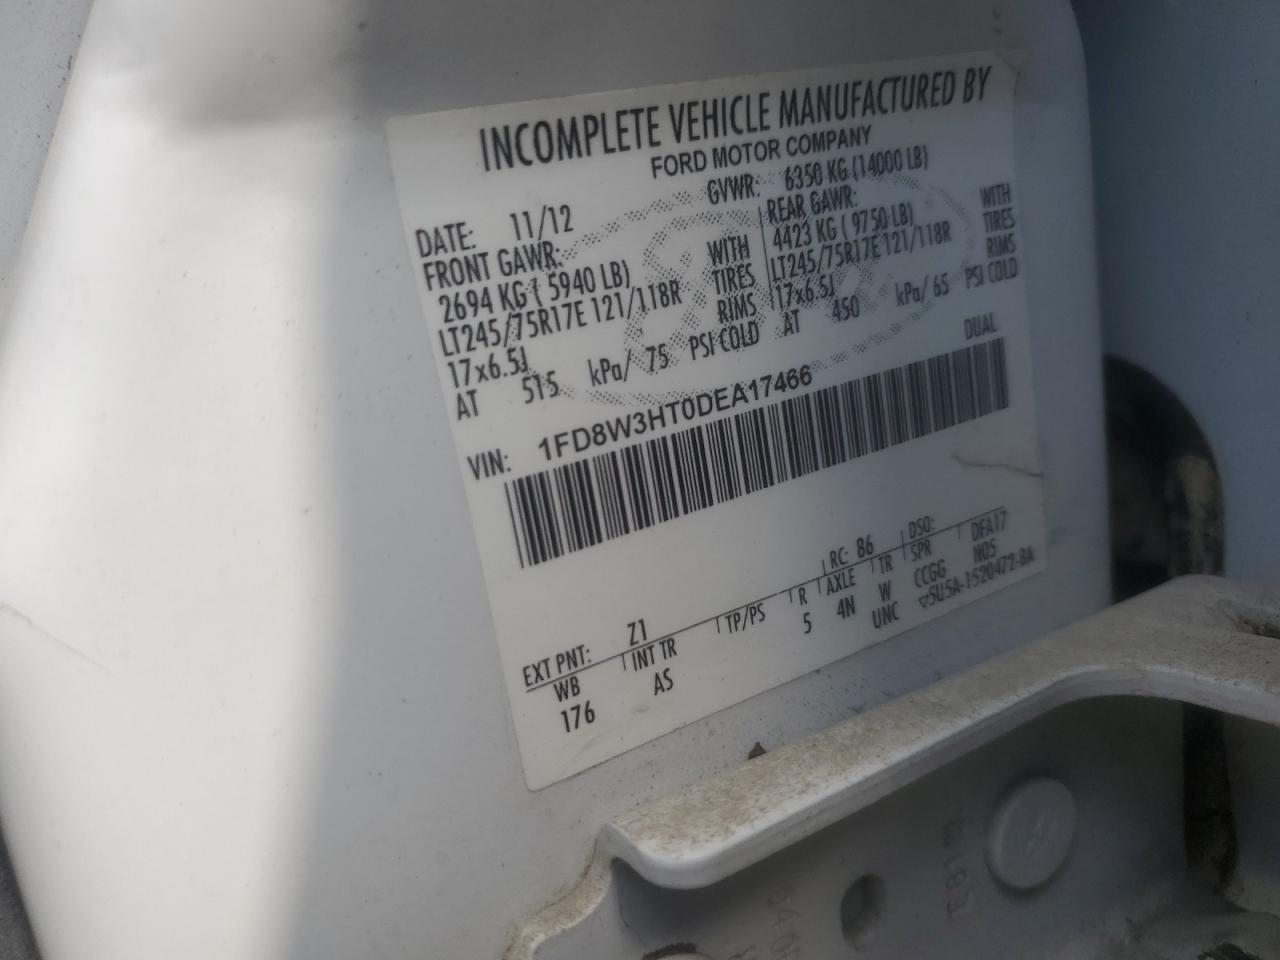 INCOMPLETE VEHICLE MANUFACTURED BY
FORD MOTOR COMPANY
DATE: 11/12 GVWR: 6350 KG (14000 LB)
FRONT GAWR: REAR GAWR:
2694 KG ( 5940 LB) WITH 4423 KG ( 9750 LB) WITH
LT245/75R17E 121/118R TIRES LT245/75R17E 121/118R TIRES
17x6.5J RIMS 17x6.5J RIMS
AT 515 kPa/ 75 PSI COLD AT 450 kPa/ 65 PSI COLD
DUAL
VIN: 1FD8W3HT0DEA17466
EXT PNT: Z1 RC: 86 DSO:
WB INT TR TP/PS R AXLE TR SPR DFA17
176 AS 5 4N W CCGG NOS
UNC ▽5U5A-1520472-BA